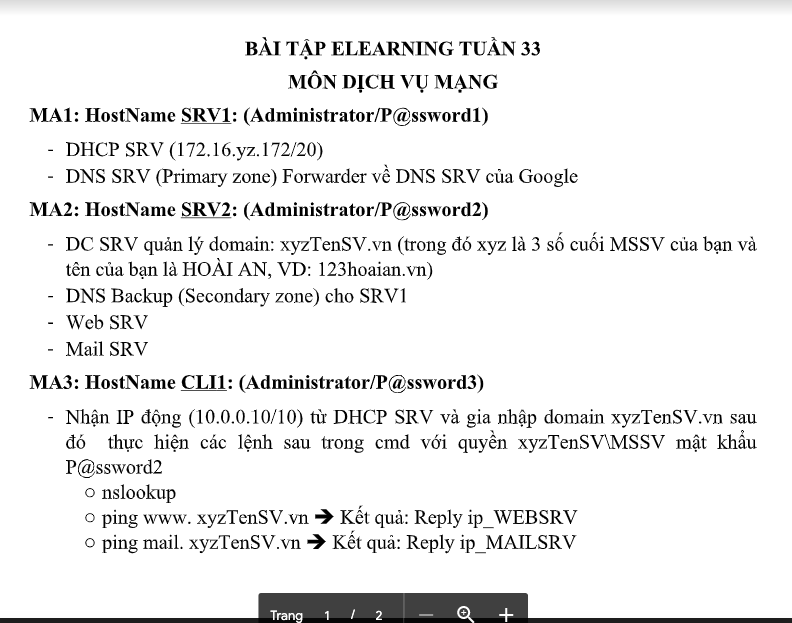 BÀI TẬP ELEARNING TUẦN 33
MÔN DỊCH VỤ MẠNG
MA1: HostName SRV1: (Administrator/P@ssword1)
- DHCP SRV (172.16.yz.172/20)
- DNS SRV (Primary zone) Forwarder về DNS SRV của Google
MA2: HostName SRV2: (Administrator/P@ssword2)
- DC SRV quản lý domain: xyzTenSV.vn (trong đó xyz là 3 số cuối MSSV của bạn và
tên của bạn là HOÀI AN, VD: 123hoaian.vn)
- DNS Backup (Secondary zone) cho SRV1
- Web SRV
- Mail SRV
MA3: HostName CLI1: (Administrator/P@ssword3)
- Nhận IP động (10.0.0.10/10) từ DHCP SRV và gia nhập domain xyzTenSV.vn sau
đó thực hiện các lệnh sau trong cmd với quyền xyzTenSV\MSSV mật khẩu
P@ssword2
○ nslookup
○ ping www. xyzTenSV.vn ➔ Kết quả: Reply ip_WEBSRV
○ ping mail. xyzTenSV.vn ➔ Kết quả: Reply ip_MAILSRV
Trang 1 / 2